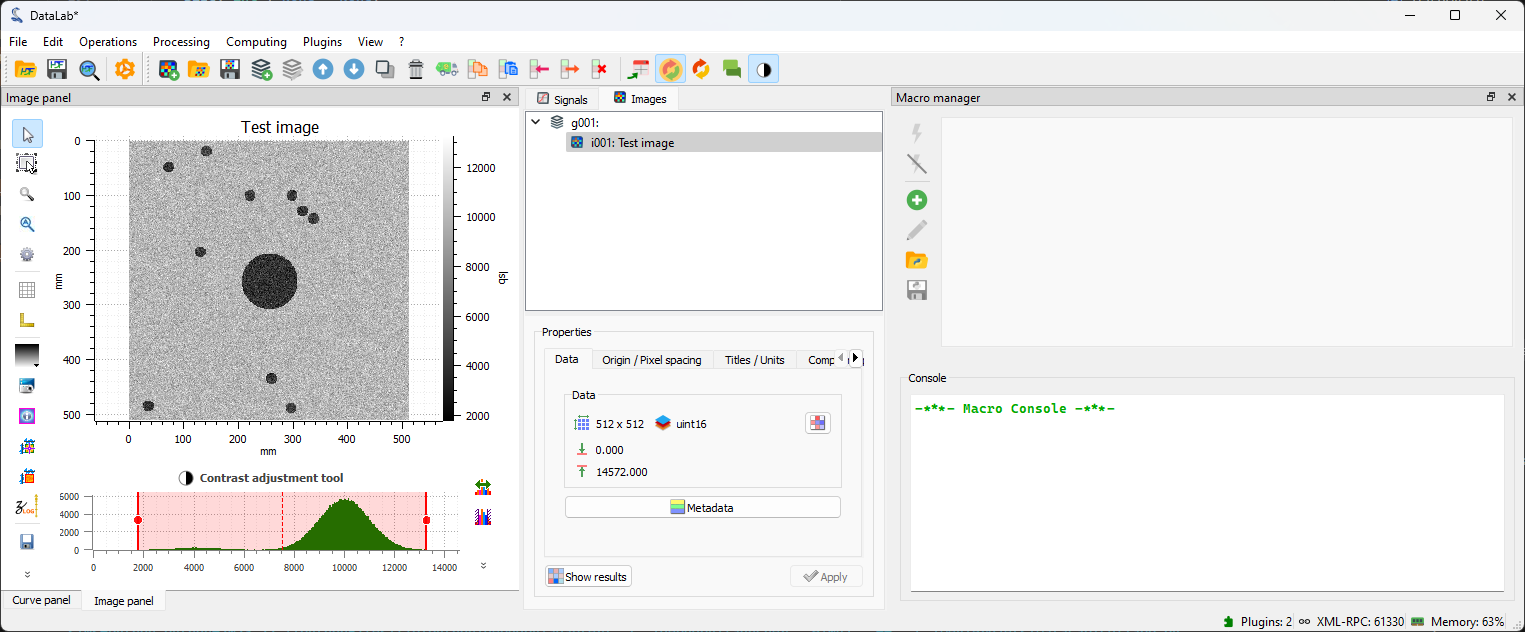 DataLab*
File Edit Operations Processing Computing Plugins View ?
Image panel
Signals Images
Macro manager
Test image
0
100
200
300
400
500
mm
0 100 200 300 400 500
mm
12000
10000
8000
6000
4000
2000
lsb
Contrast adjustment tool
6000
4000
2000
0
0 2000 4000 6000 8000 10000 12000 14000
Curve panel Image panel
g001:
i001: Test image
Properties
Data Origin / Pixel spacing Titles / Units
Data
512 x 512 uint16
0.000
14572.000
Metadata
Show results Apply
Console
-***- Macro Console -***-
Plugins: 2 XML-RPC: 61330 Memory: 63%